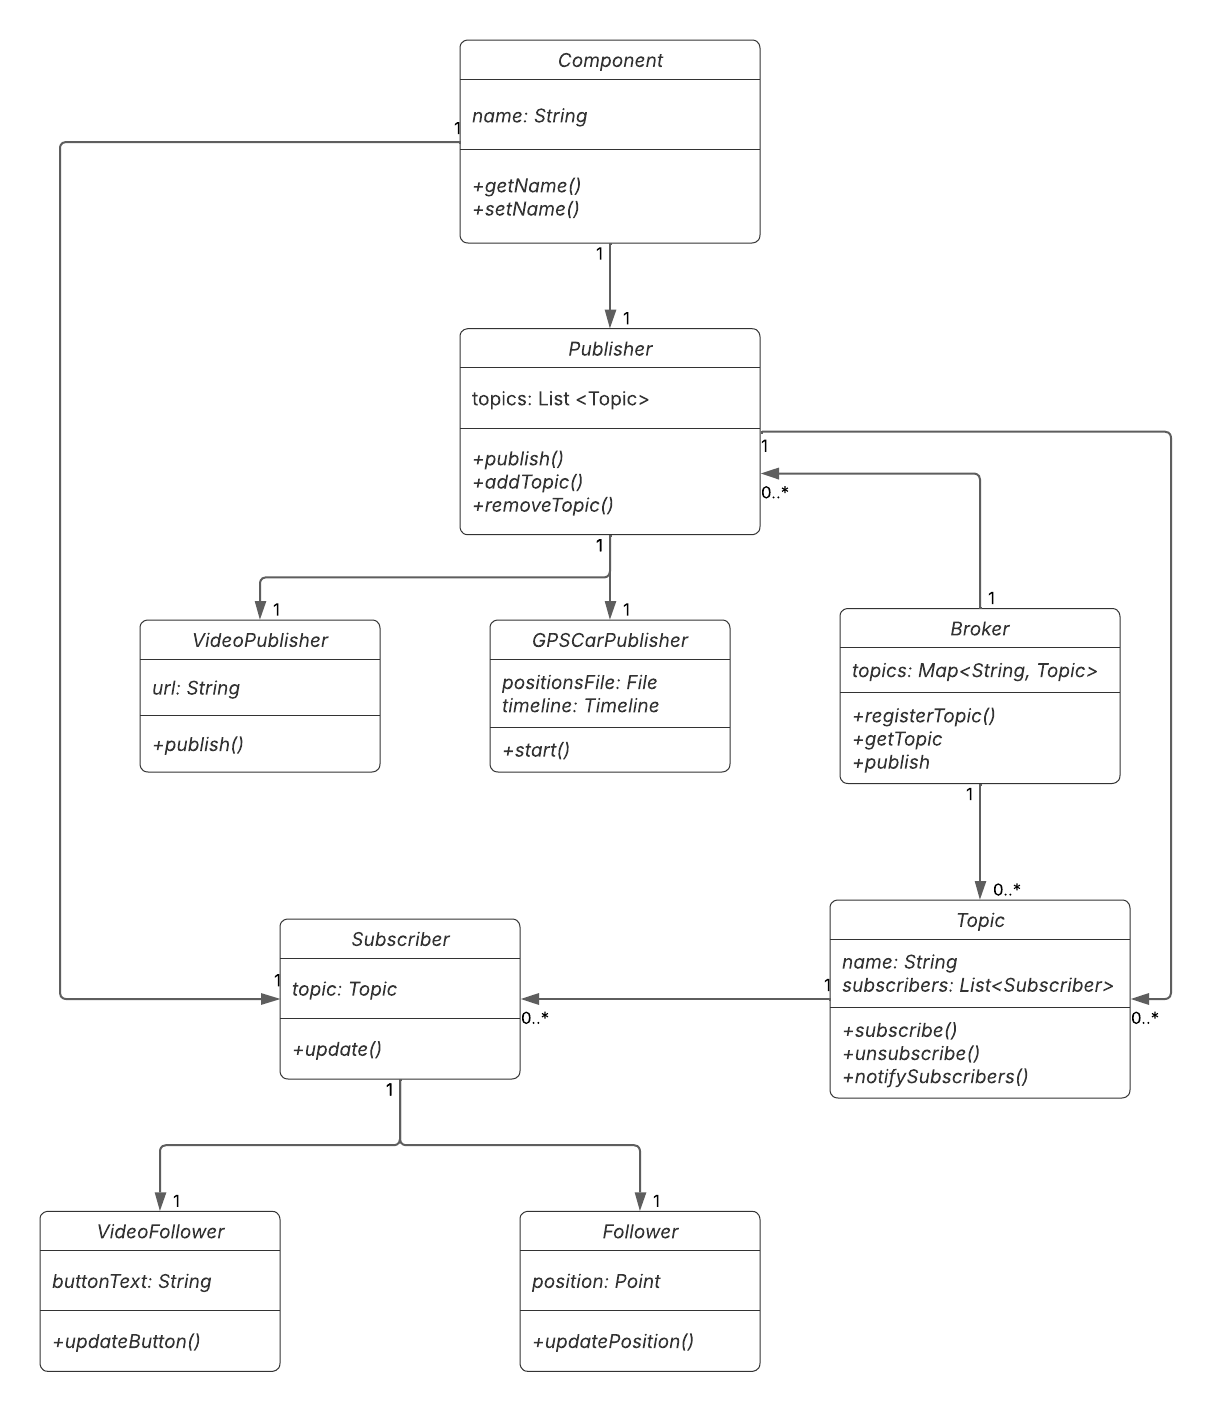 Component
name: String
1
+getName()
+setName()
1
1
Publisher
topics: List <Topic>
1
+publish()
+addTopic()
+removeTopic()
0..*
1
1
1
1
VideoPublisher
url: String
+publish()
GPSCarPublisher
positionsFile: File
timeline: Timeline
+start()
Broker
topics: Map<String, Topic>
+registerTopic()
+getTopic
+publish
1
0..*
Subscriber
1
topic: Topic
0..*
+update()
1
Topic
name: String
1
subscribers: List<Subscriber>
0..*
+subscribe()
+unsubscribe()
+notifySubscribers()
1
1
VideoFollower
buttonText: String
+updateButton()
Follower
position: Point
+updatePosition()